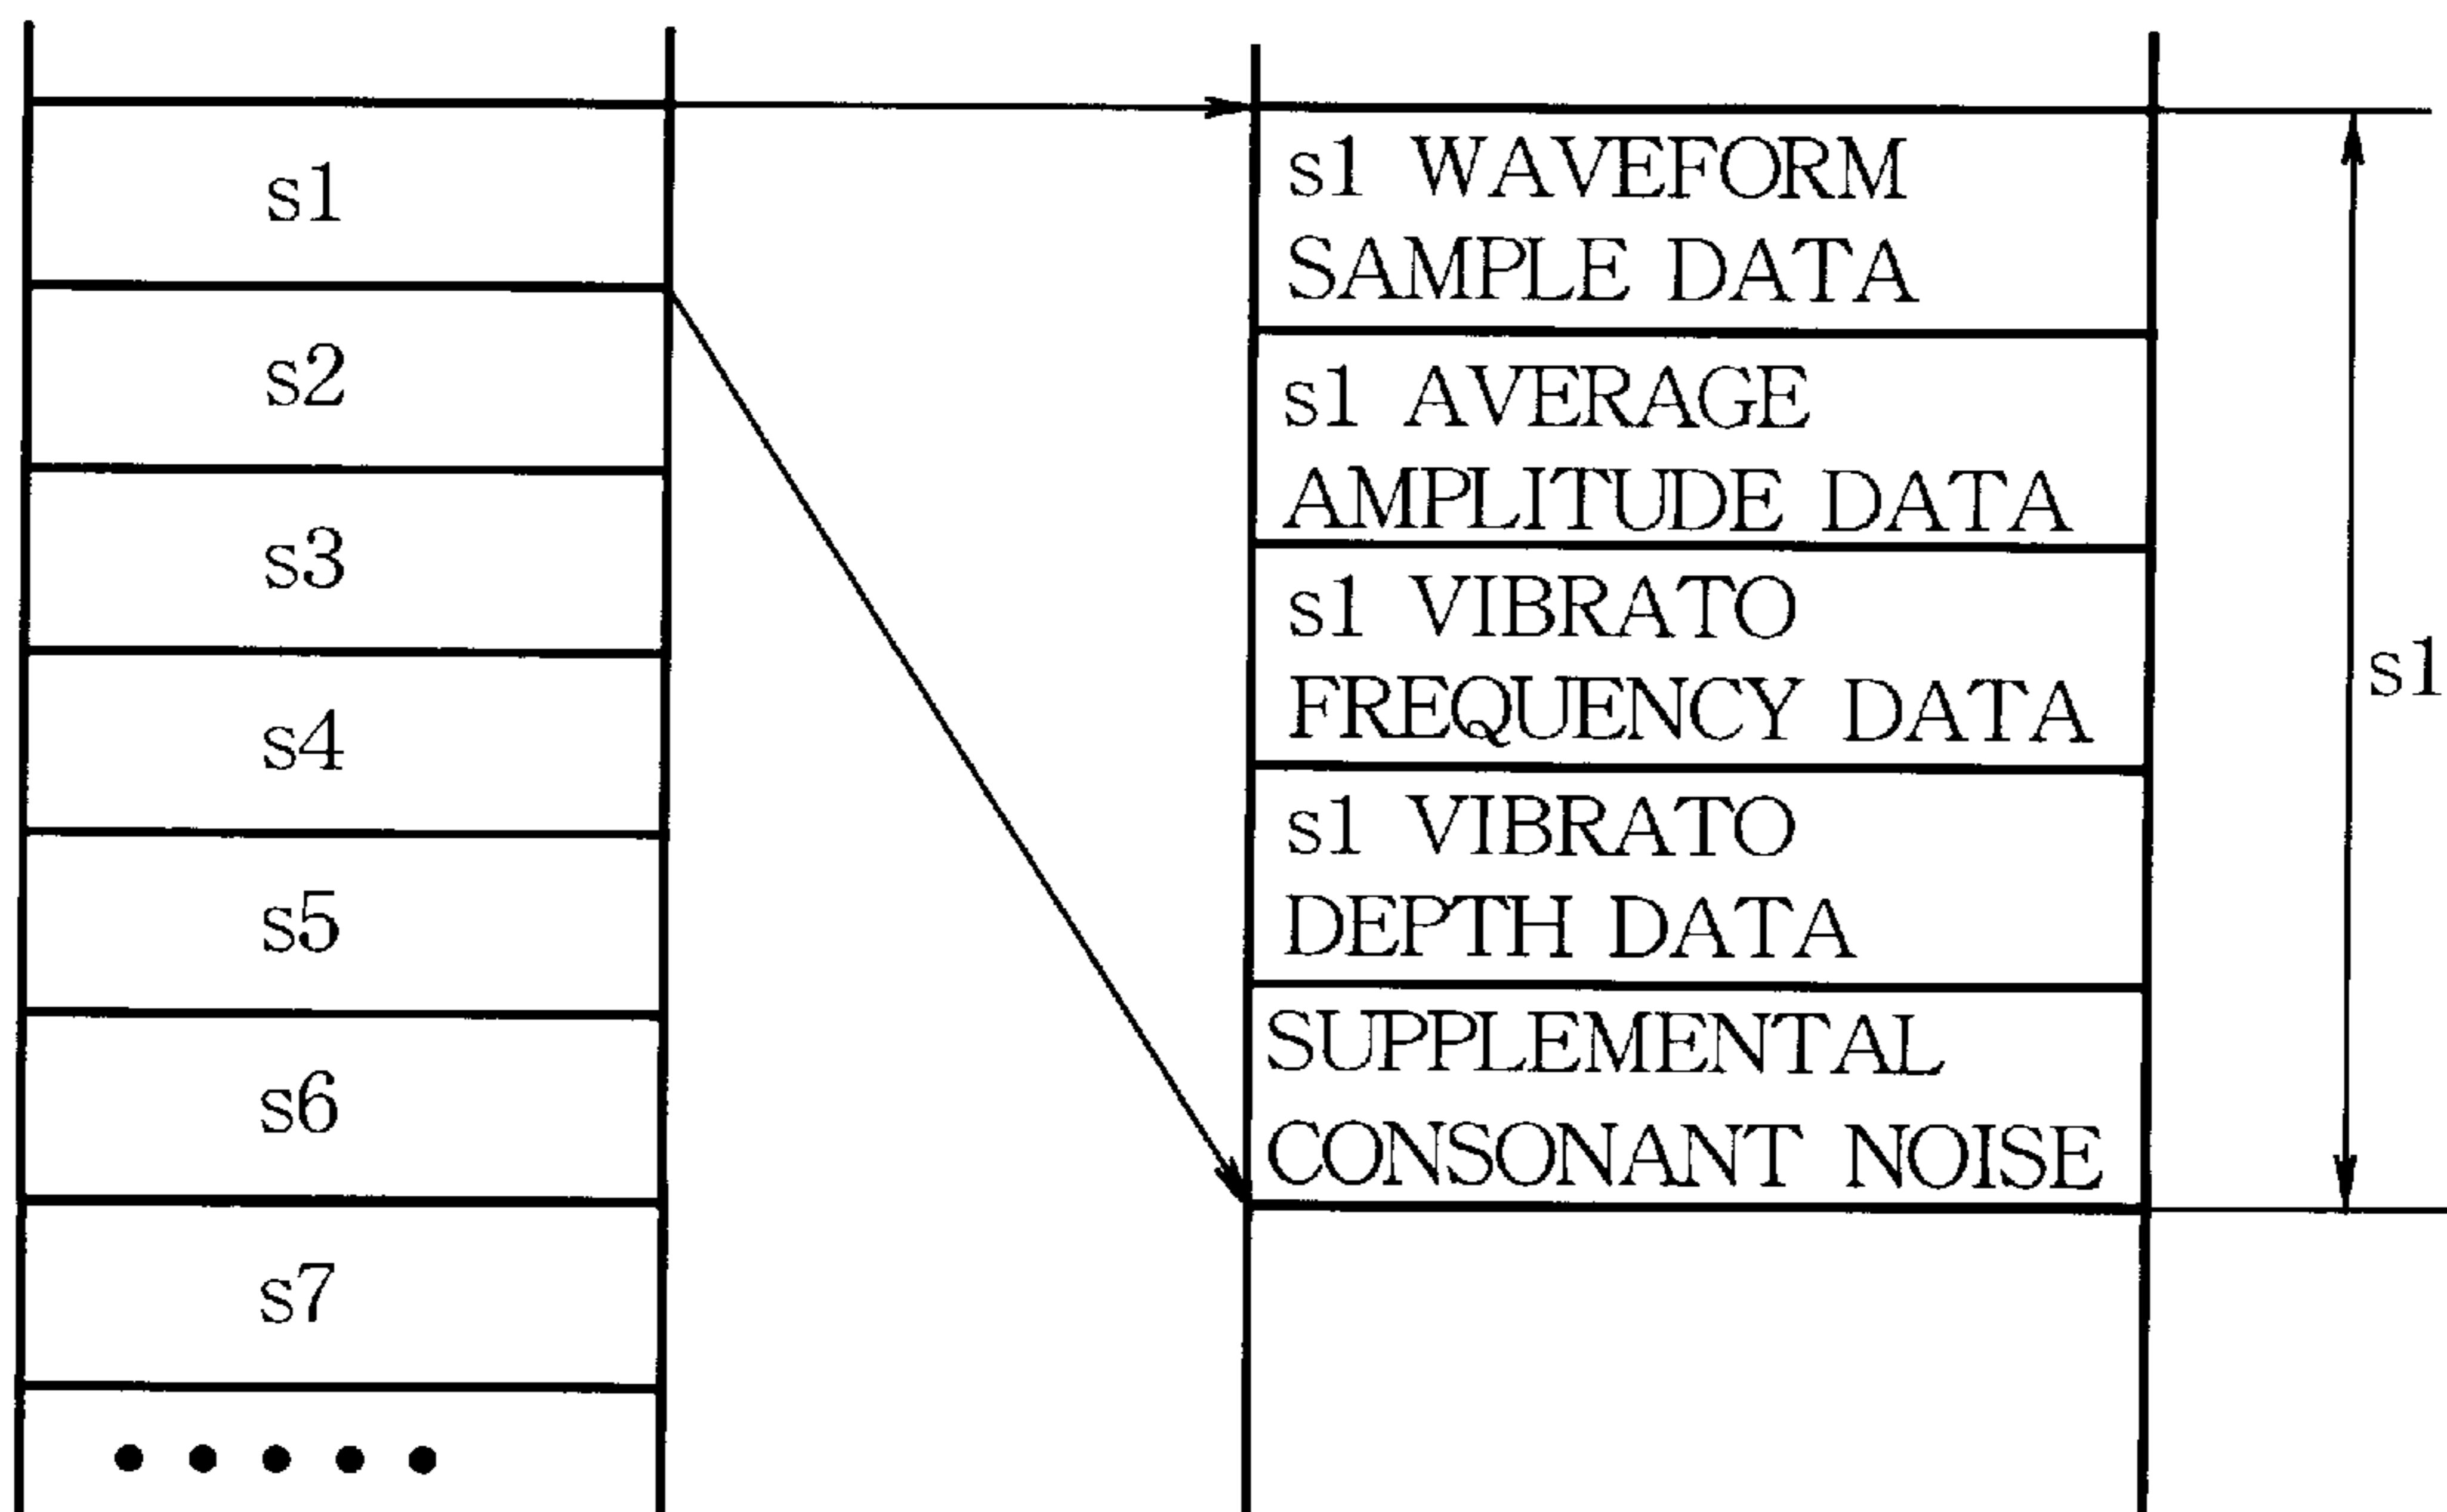 s1
s2
s3
s4
s5
s6
s7
s1 WAVEFORM
SAMPLE DATA
s1 AVERAGE
AMPLITUDE DATA
s1 VIBRATO
FREQUENCY DATA
s1 VIBRATO
DEPTH DATA
SUPPLEMENTAL
CONSONANT NOISE
s1